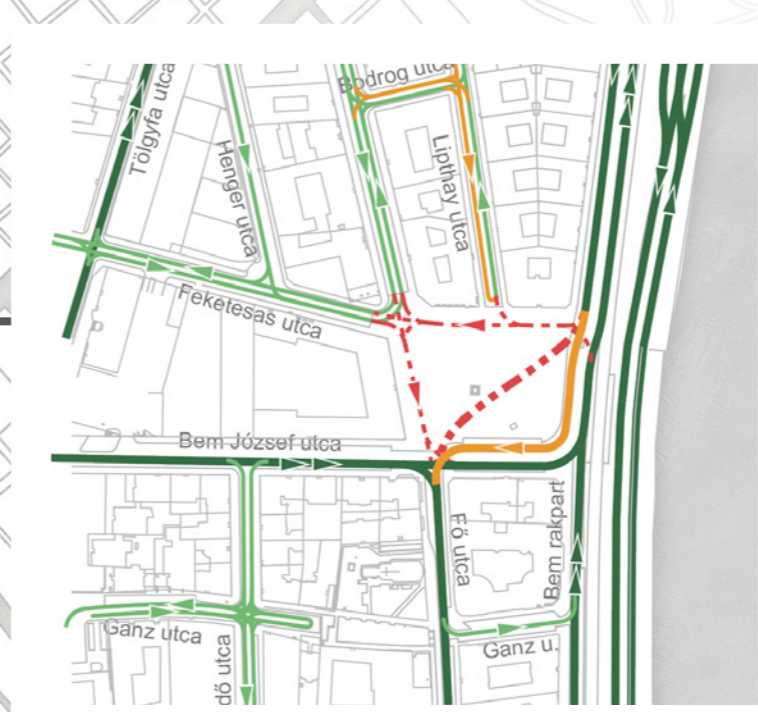 Bodrog utca
Tölgyfa utca
Henger utca
Lipthay utca
Feketesas utca
Bem József utca
Fő utca
Bem rakpart
Ganz utca
Ganz u.
dő utca